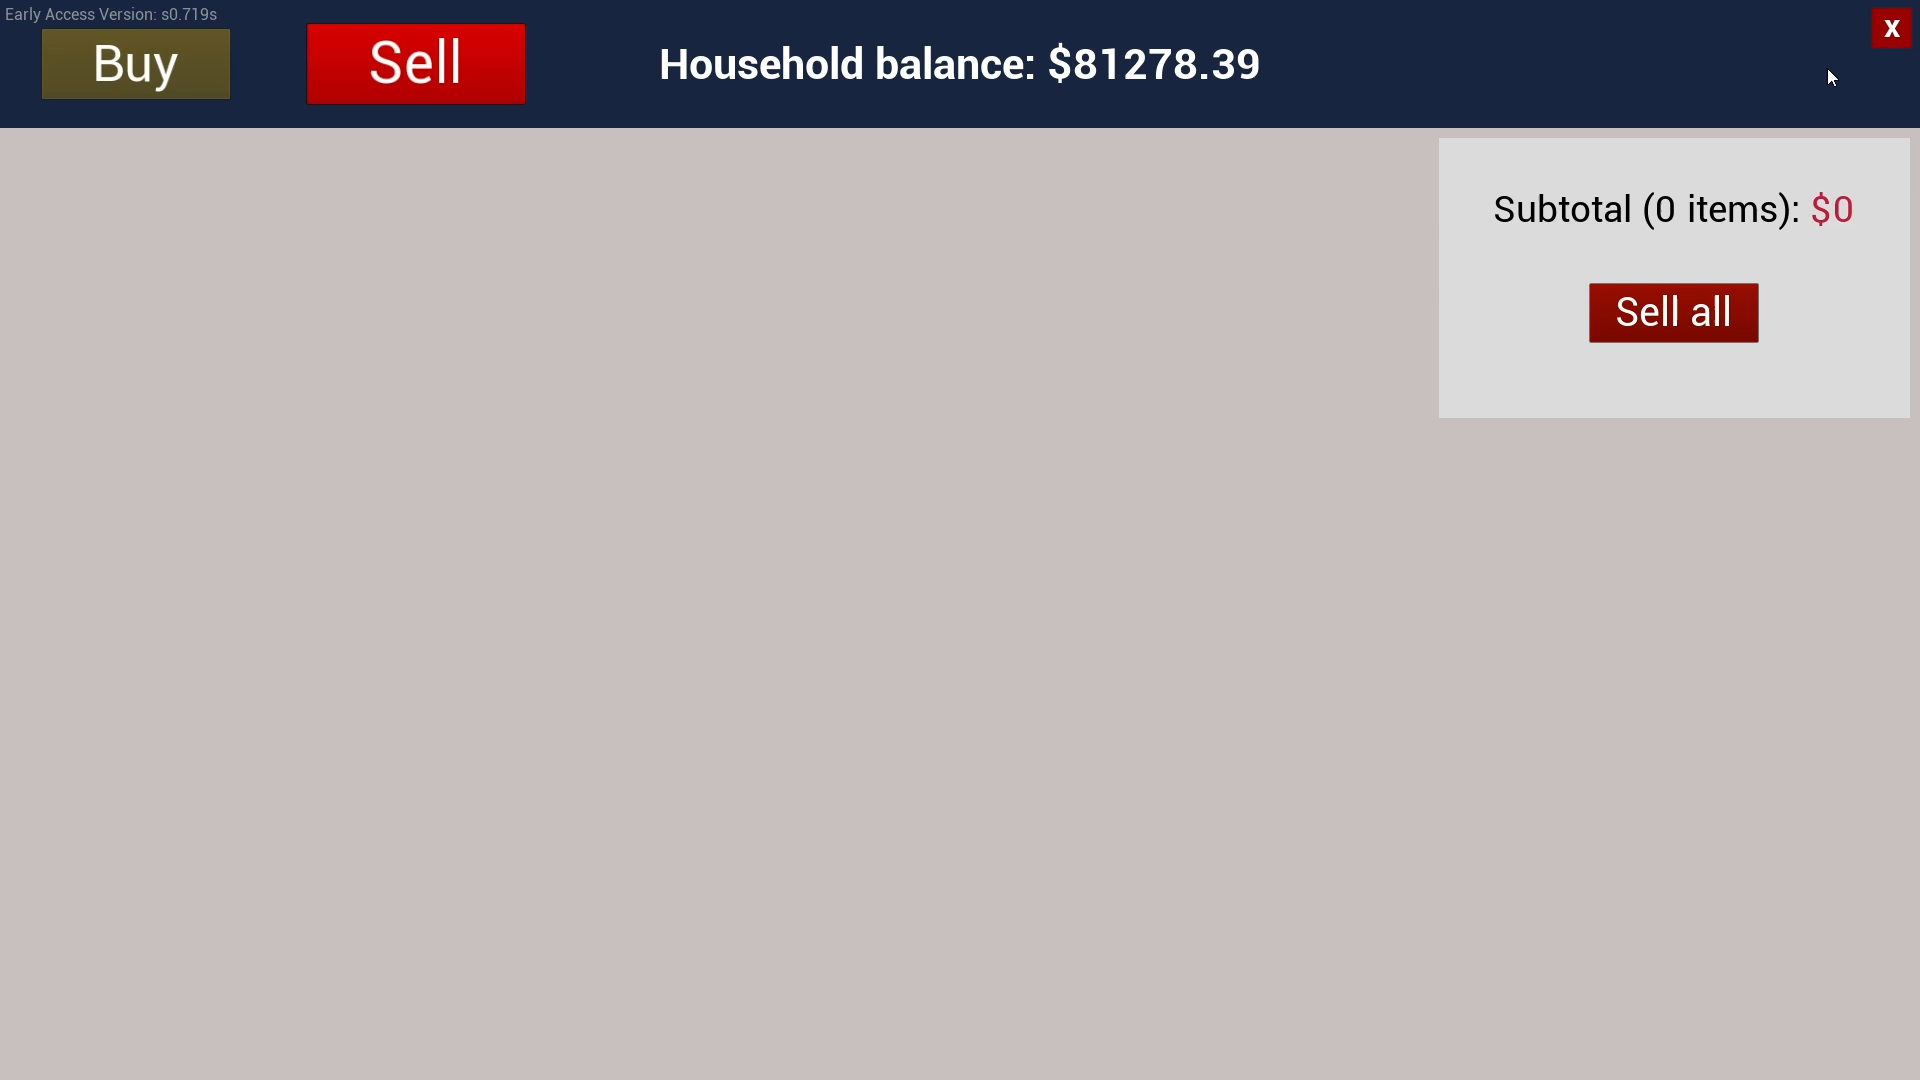 Early Access Version: s0.719s
Buy
Sell
Household balance: $81278.39
X
Subtotal (0 items): $0
Sell all